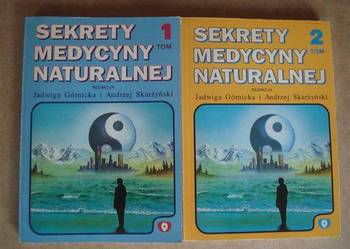 SEKRETY 1
MEDYCYNY TOM
NATURALNEJ
REDAKCJA
Jadwiga Górnicka i Andrzej Skarżyński
SEKRETY 2
MEDYCYNY TOM
NATURALNEJ
REDAKCJA
Jadwiga Górnicka i Andrzej Skarżyński